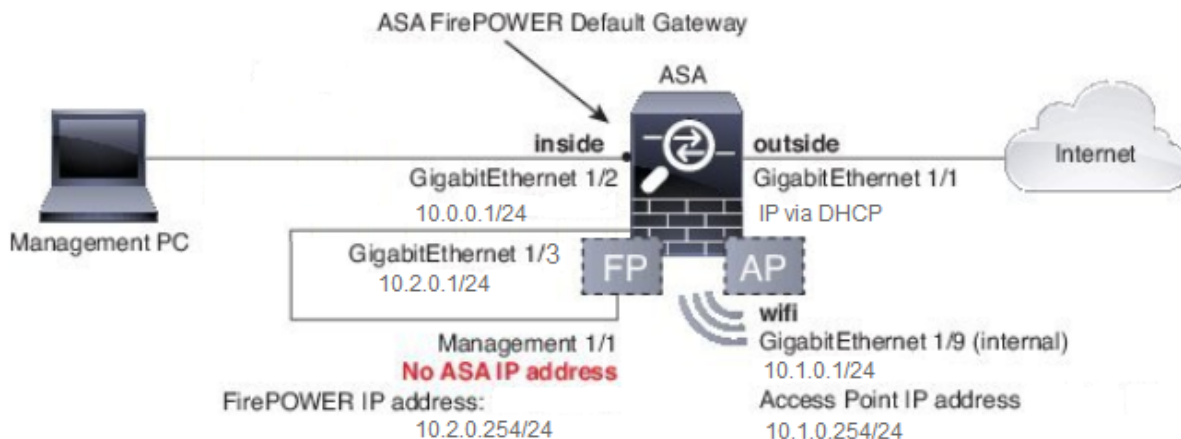 ASA FirePOWER Default Gateway
ASA
inside
outside
Internet
GigabitEthernet 1/2
GigabitEthernet 1/1
10.0.0.1/24
IP via DHCP
Management PC
GigabitEthernet 1/3
10.2.0.1/24
FP
AP
wifi
Management 1/1
GigabitEthernet 1/9 (internal)
No ASA IP address
10.1.0.1/24
FirePOWER IP address:
Access Point IP address
10.2.0.254/24
10.1.0.254/24